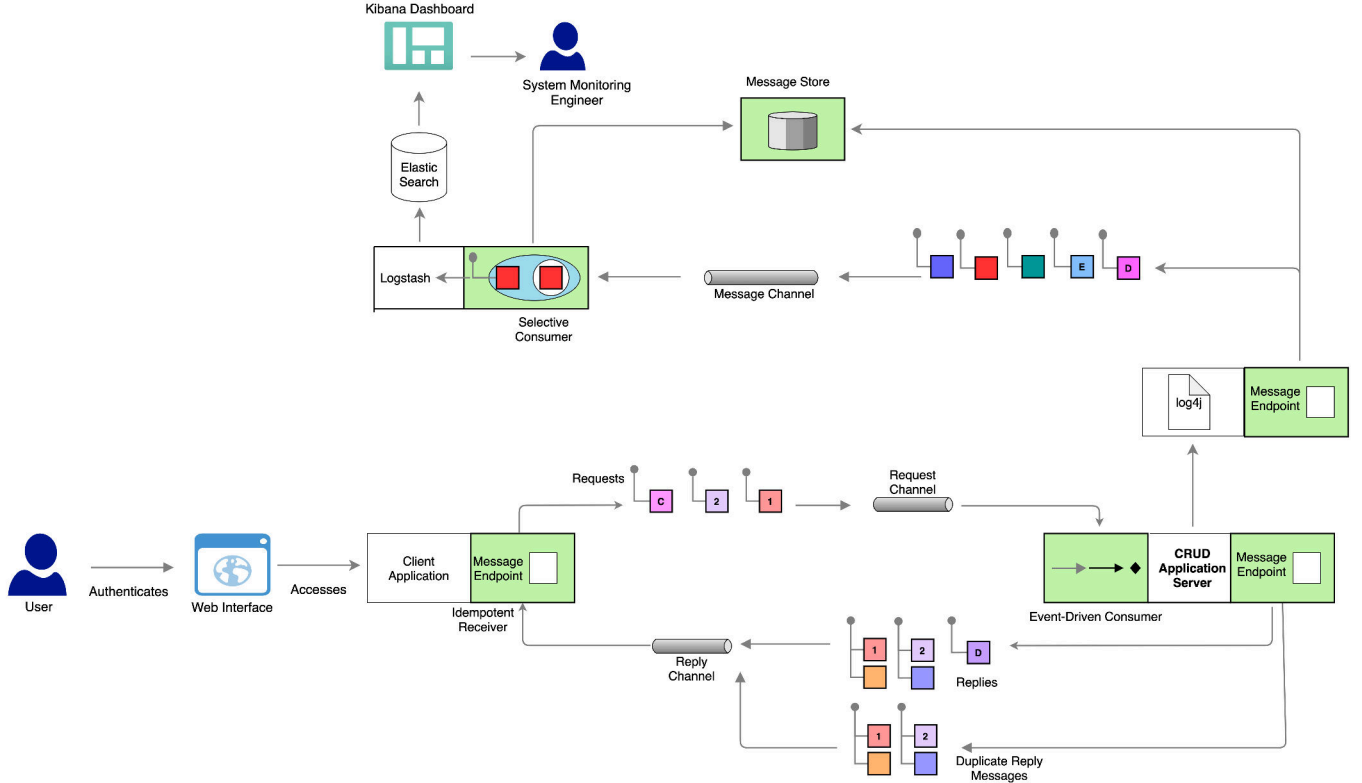 Kibana Dashboard
System Monitoring
Engineer
Message Store
Elastic
Search
Logstash
Selective
Consumer
Message Channel
E
D
log4j
Message
Endpoint
Requests
C
2
1
Request
Channel
User
Authenticates
Web Interface
Accesses
Client
Application
Message
Endpoint
Idempotent
Receiver
CRUD
Application
Server
Message
Endpoint
Event-Driven Consumer
Reply
Channel
1
2
D
Replies
1
2
Duplicate Reply
Messages